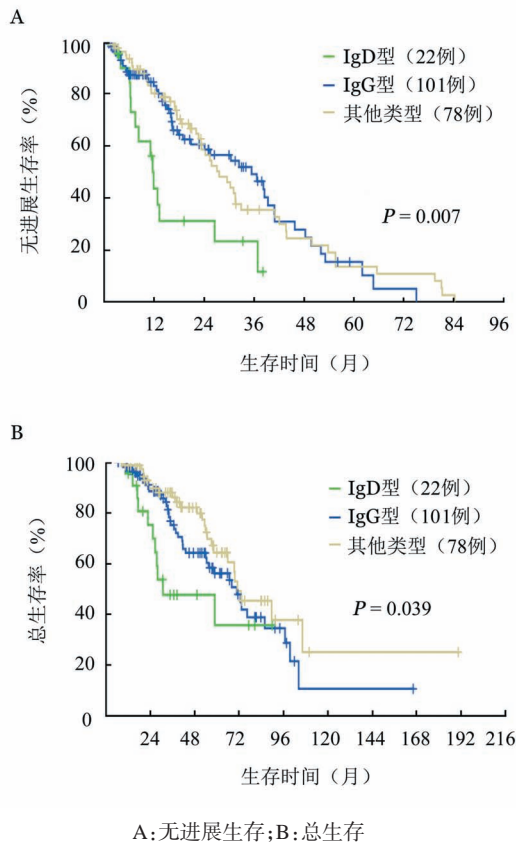 A
100
80
60
40
20
0
无进展生存率（%）
IgD型（22例）
IgG型（101例）
其他类型（78例）
P = 0.007
12 24 36 48 60 72 84 96
生存时间（月）
B
100
80
60
40
20
0
总生存率（%）
IgD型（22例）
IgG型（101例）
其他类型（78例）
P = 0.039
24 48 72 96 120 144 168 192 216
生存时间（月）
A:无进展生存;B:总生存